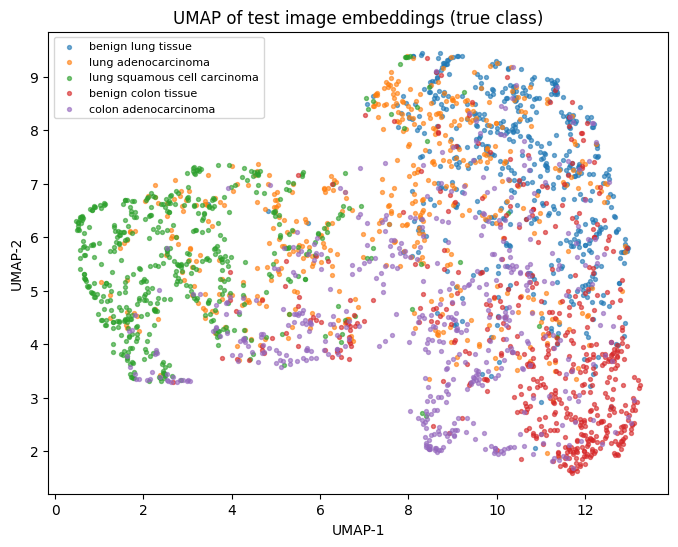 UMAP of test image embeddings (true class)
benign lung tissue
lung adenocarcinoma
lung squamous cell carcinoma
benign colon tissue
colon adenocarcinoma
9
8
7
6
5
4
3
2
UMAP-2
0 2 4 6 8 10 12
UMAP-1